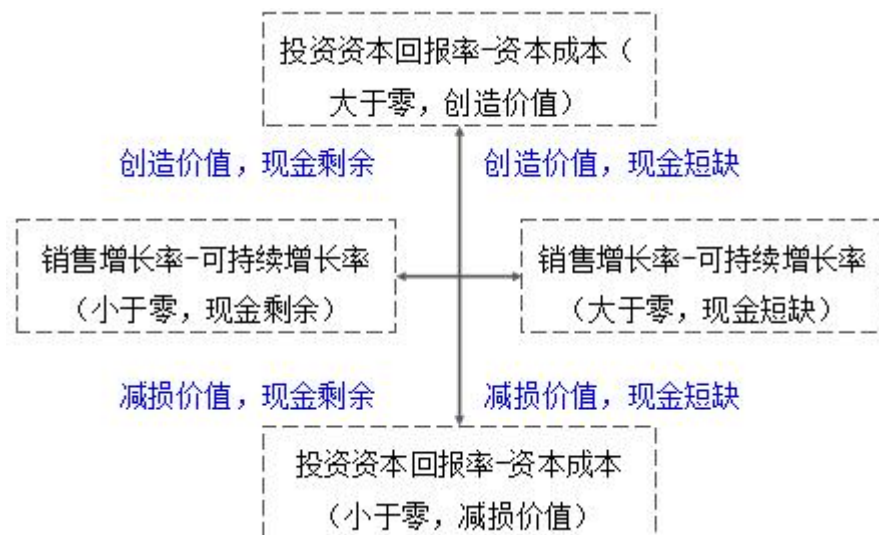 投资资本回报率-资本成本（
大于零，创造价值）
创造价值，现金剩余
创造价值，现金短缺
销售增长率-可持续增长率
（小于零，现金剩余）
销售增长率-可持续增长率
（大于零，现金短缺）
减损价值，现金剩余
减损价值，现金短缺
投资资本回报率-资本成本
（小于零，减损价值）